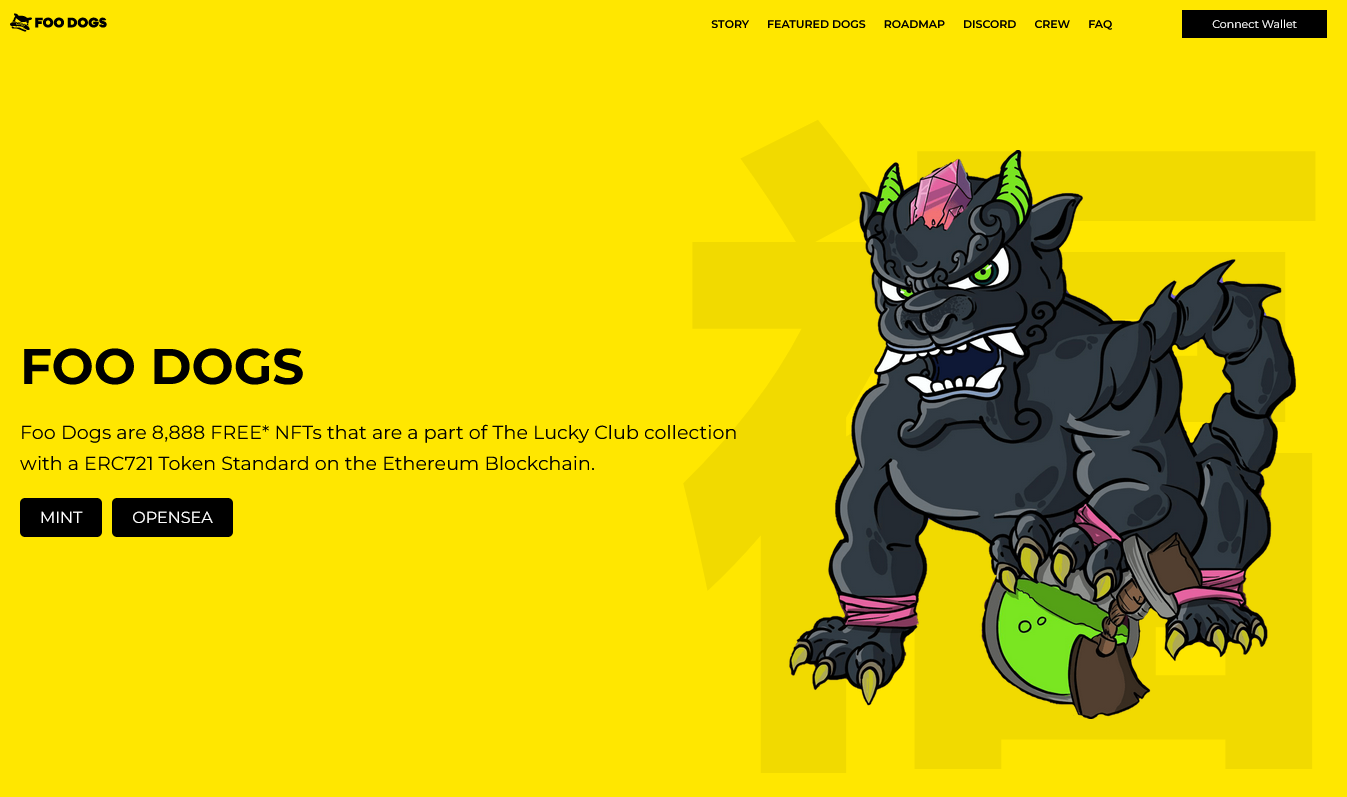 FOO DOGS
STORY FEATURED DOGS ROADMAP DISCORD CREW FAQ Connect Wallet
福
FOO DOGS
Foo Dogs are 8,888 FREE* NFTs that are a part of The Lucky Club collection
with a ERC721 Token Standard on the Ethereum Blockchain.
MINT OPENSEA